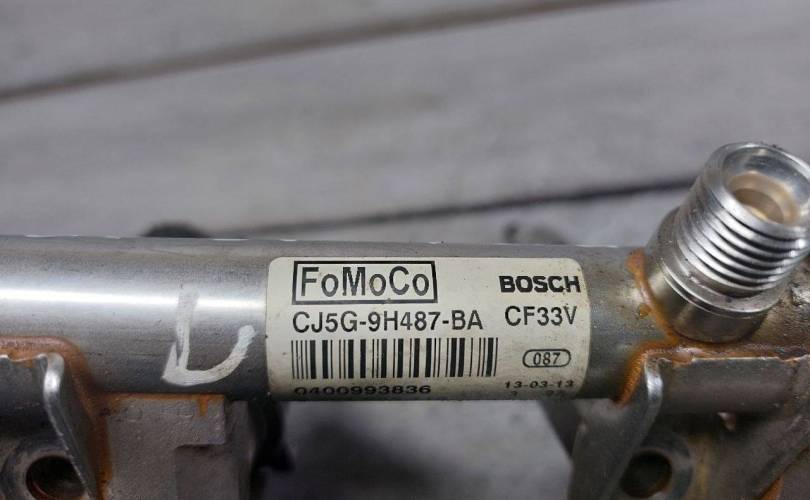 FoMoCo BOSCH
CJ5G-9H487-BA CF33V
087
0400993836 13-03-13